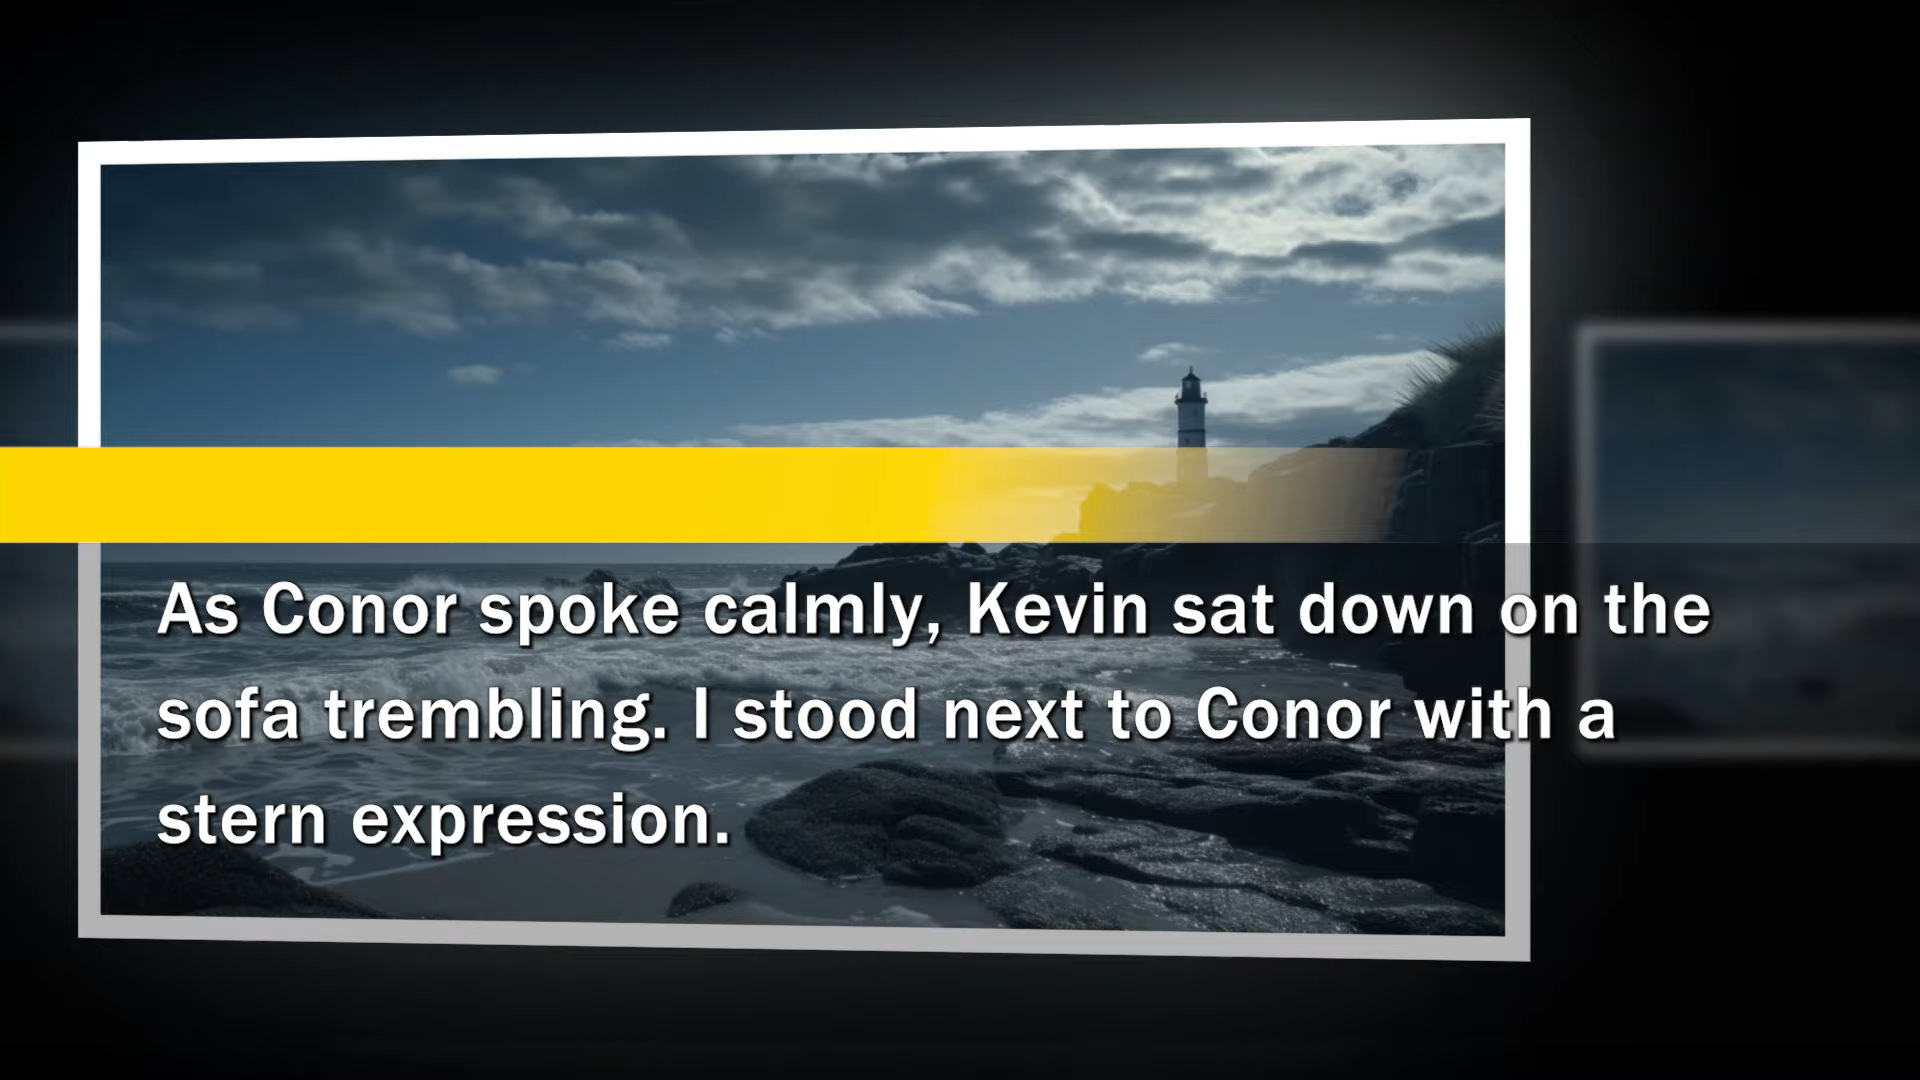 As Conor spoke calmly, Kevin sat down on the
sofa trembling. I stood next to Conor with a
stern expression.